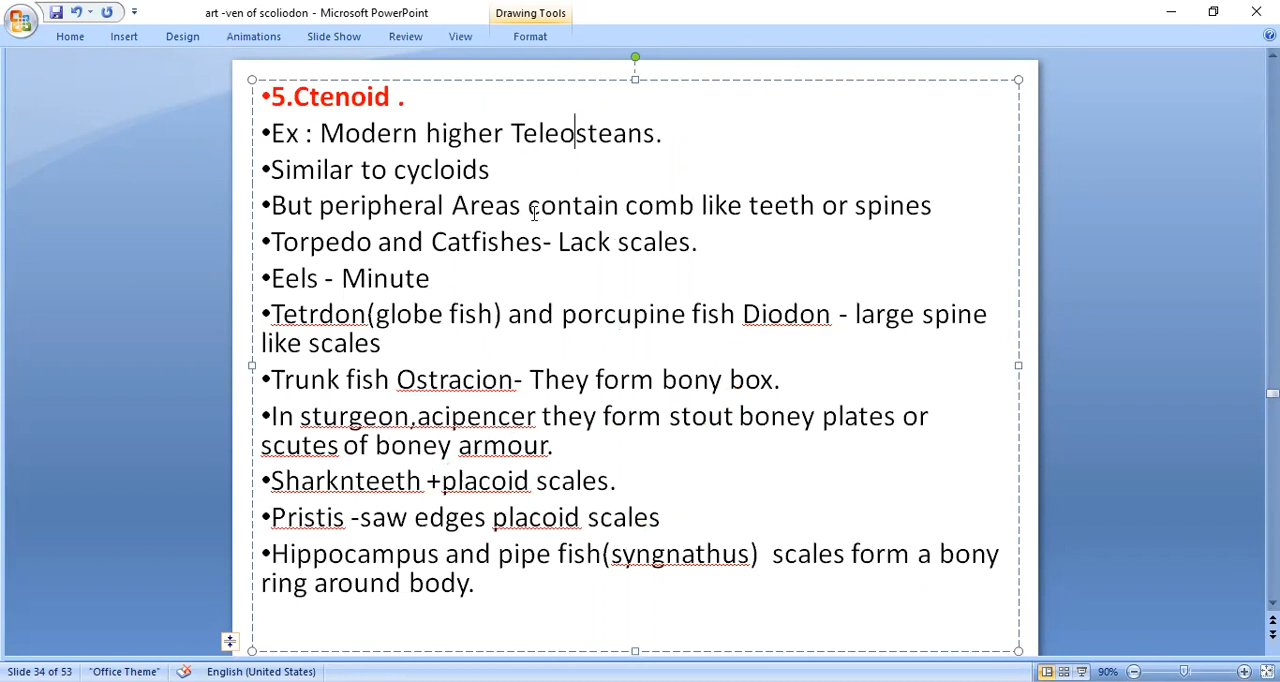 art -ven of scoliodon - Microsoft PowerPoint
Drawing Tools
Home Insert Design Animations Slide Show Review View Format
•5.Ctenoid .
•Ex : Modern higher Teleosteans.
•Similar to cycloids
•But peripheral Areas contain comb like teeth or spines
•Torpedo and Catfishes- Lack scales.
•Eels - Minute
•Tetrdon(globe fish) and porcupine fish Diodon - large spine
like scales
•Trunk fish Ostracion- They form bony box.
•In sturgeon,acipencer they form stout boney plates or
scutes of boney armour.
•Sharknteeth +placoid scales.
•Pristis -saw edges placoid scales
•Hippocampus and pipe fish(syngnathus)  scales form a bony
ring around body.
Slide 34 of 53 "Office Theme" English (United States) 90%